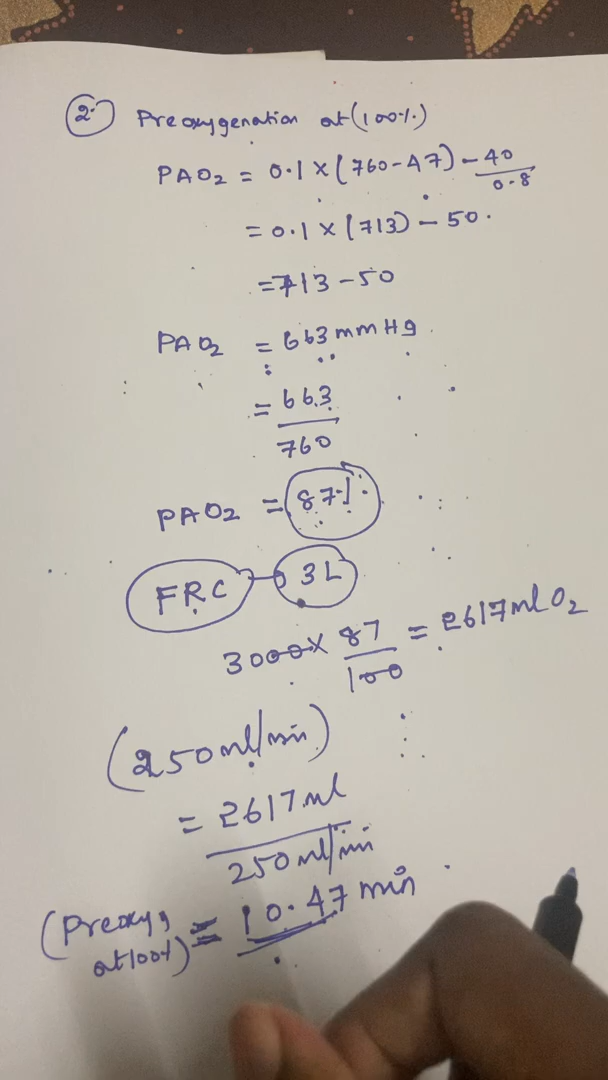 2. Preoxygenation at (100%)
PAO2 = 0.1 × (760-47) - 40/0.8
= 0.1 × (713) - 50.
= 713 - 50
PAO2 = 663 mmHg
= 663/760
PAO2 = 87%
FRC → 3L
3000 × 87/100 = 2617 ml O2
(250 ml/min)
= 2617 ml/250 ml/min
(Preoxy, at 100%) = 10.47 min